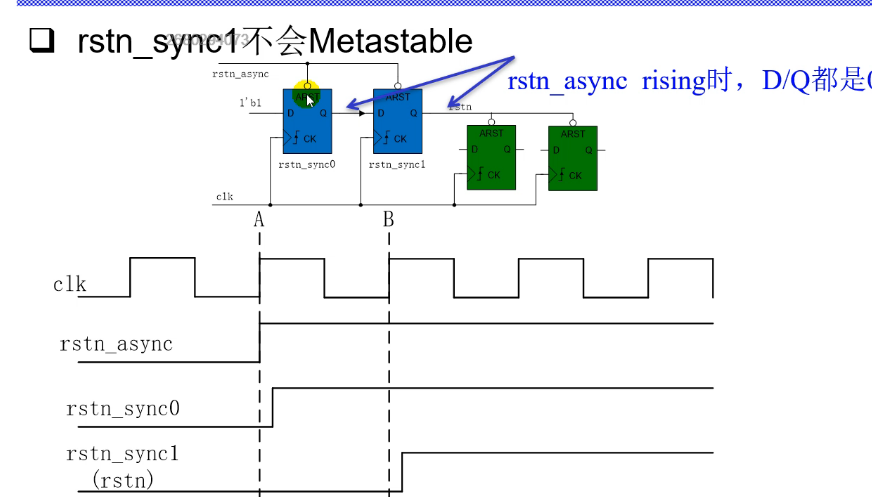 ❑ rstn_sync1不会Metastable
rstn_async
rstn_async rising时，D/Q都是0
1'b1
ARST
D Q
CK
ARST
D Q
CK
rstn
ARST
D Q
CK
ARST
D Q
CK
rstn_sync0
rstn_sync1
clk
A
B
clk
rstn_async
rstn_sync0
rstn_sync1
(rstn)